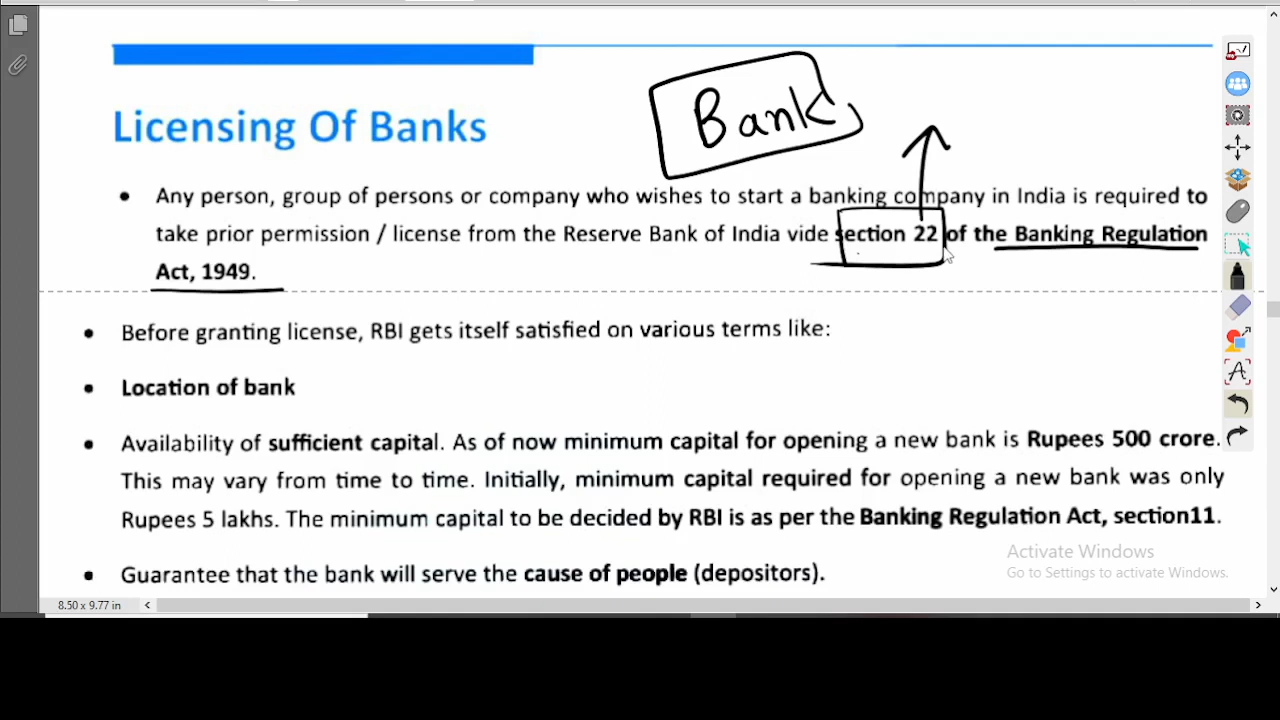 Bank
Licensing Of Banks
• Any person, group of persons or company who wishes to start a banking company in India is required to
take prior permission / license from the Reserve Bank of India vide section 22 of the Banking Regulation
Act, 1949.
• Before granting license, RBI gets itself satisfied on various terms like:
• Location of bank
• Availability of sufficient capital. As of now minimum capital for opening a new bank is Rupees 500 crore.
This may vary from time to time. Initially, minimum capital required for opening a new bank was only
Rupees 5 lakhs. The minimum capital to be decided by RBI is as per the Banking Regulation Act, section11.
Activate Windows
• Guarantee that the bank will serve the cause of people (depositors).
Go to Settings to activate Windows.
8.50 x 9.77 in